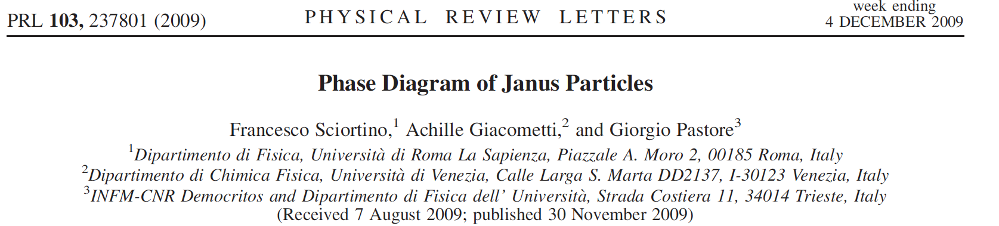 PRL 103, 237801 (2009)
PHYSICAL REVIEW LETTERS
week ending
4 DECEMBER 2009
Phase Diagram of Janus Particles
Francesco Sciortino,1 Achille Giacometti,2 and Giorgio Pastore3
1Dipartimento di Fisica, Università di Roma La Sapienza, Piazzale A. Moro 2, 00185 Roma, Italy
2Dipartimento di Chimica Fisica, Università di Venezia, Calle Larga S. Marta DD2137, I-30123 Venezia, Italy
3INFM-CNR Democritos and Dipartimento di Fisica dell' Università, Strada Costiera 11, 34014 Trieste, Italy
(Received 7 August 2009; published 30 November 2009)